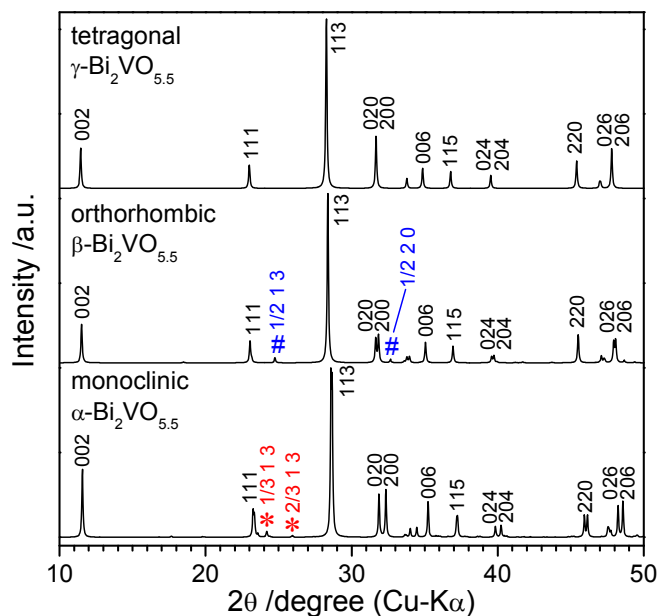 tetragonal
γ-Bi₂VO₅.₅
002
111
113
020
200
006
115
024
204
220
026
206
orthorhombic
β-Bi₂VO₅.₅
002
111
# 1/2 1 3
113
020
200
# 1/2 2 0
006
115
024
204
220
026
206
monoclinic
α-Bi₂VO₅.₅
002
111
* 1/3 1 3
* 2/3 1 3
113
020
200
006
115
024
204
220
026
206
Intensity /a.u.
10 20 30 40 50
2θ /degree (Cu-Kα)